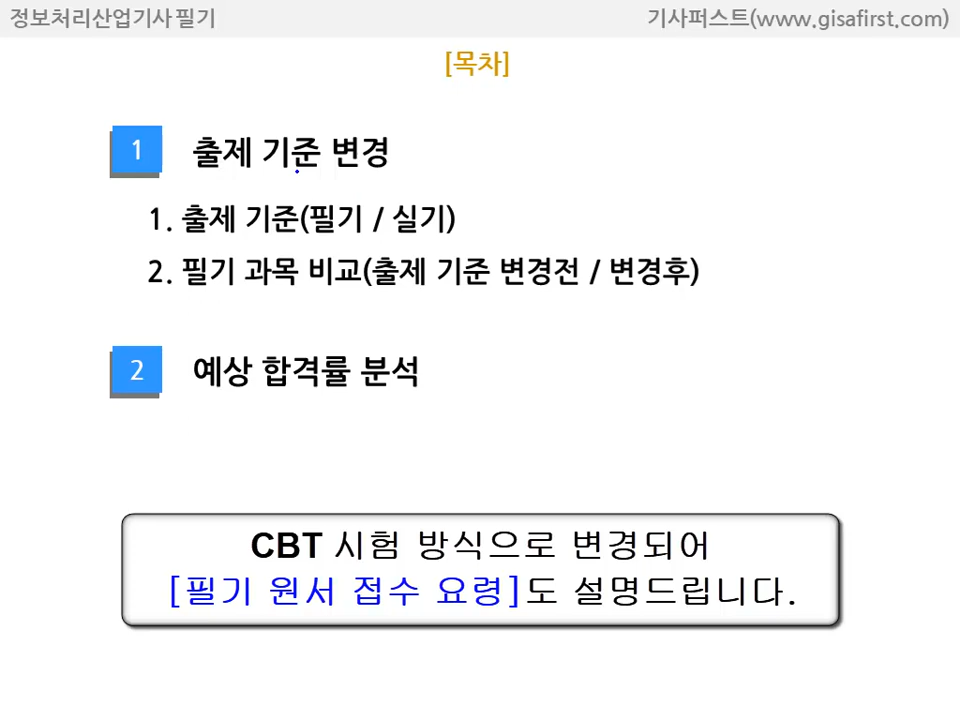 정보처리산업기사 필기
기사퍼스트(www.gisafirst.com)
[목차]
1 출제 기준 변경
1. 출제 기준(필기 / 실기)
2. 필기 과목 비교(출제 기준 변경전 / 변경후)
2 예상 합격률 분석
CBT 시험 방식으로 변경되어
[필기 원서 접수 요령]도 설명드립니다.